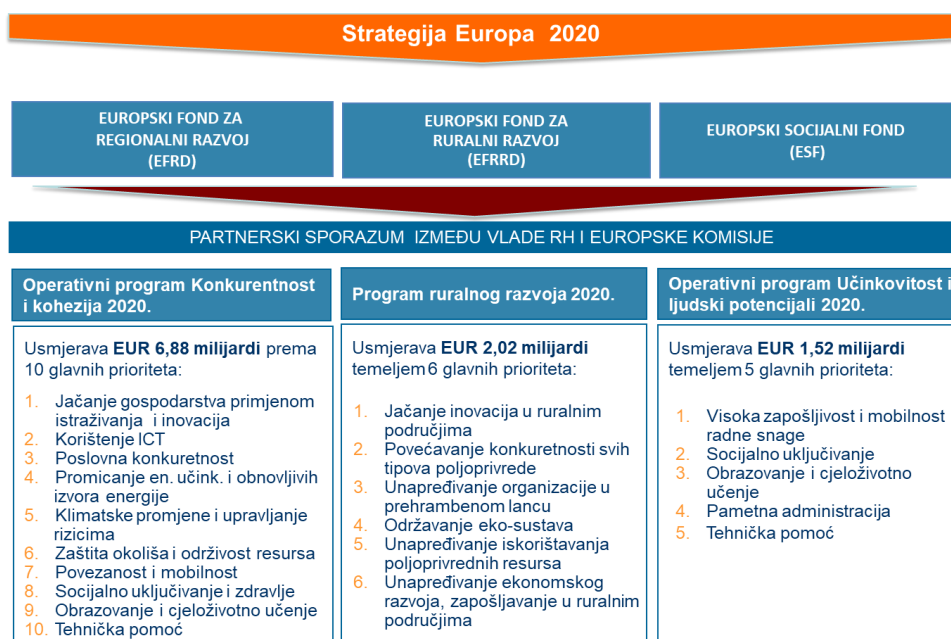 Strategija Europa 2020
EUROPSKI FOND ZA
REGIONALNI RAZVOJ
(EFRD)
EUROPSKI FOND ZA
RURALNI RAZVOJ
(EFRRD)
EUROPSKI SOCIJALNI FOND
(ESF)
PARTNERSKI SPORAZUM IZMEĐU VLADE RH I EUROPSKE KOMISIJE
Operativni program Konkurentnost
i kohezija 2020.
Usmjerava EUR 6,88 milijardi prema
10 glavnih prioriteta:
1. Jačanje gospodarstva primjenom
istraživanja i inovacija
2. Korištenje ICT
3. Poslovna konkuretnost
4. Promicanje en. učink. i obnovljivih
izvora energije
5. Klimatske promjene i upravljanje
rizicima
6. Zaštita okoliša i održivost resursa
7. Povezanost i mobilnost
8. Socijalno uključivanje i zdravlje
9. Obrazovanje i cjeloživotno učenje
10. Tehnička pomoć
Program ruralnog razvoja 2020.
Usmjerava EUR 2,02 milijardi
temeljem 6 glavnih prioriteta:
1. Jačanje inovacija u ruralnim
područjima
2. Povećavanje konkuretnosti svih
tipova poljoprivrede
3. Unapređivanje organizacije u
prehrambenom lancu
4. Održavanje eko-sustava
5. Unapređivanje iskorištavanja
poljoprivrednih resursa
6. Unapređivanje ekonomskog
razvoja, zapošljavanje u ruralnim
područjima
Operativni program Učinkovitost i
ljudski potencijali 2020.
Usmjerava EUR 1,52 milijardi
temeljem 5 glavnih prioriteta:
1. Visoka zapošljivost i mobilnost
radne snage
2. Socijalno uključivanje
3. Obrazovanje i cjeloživotno
učenje
4. Pametna administracija
5. Tehnička pomoć